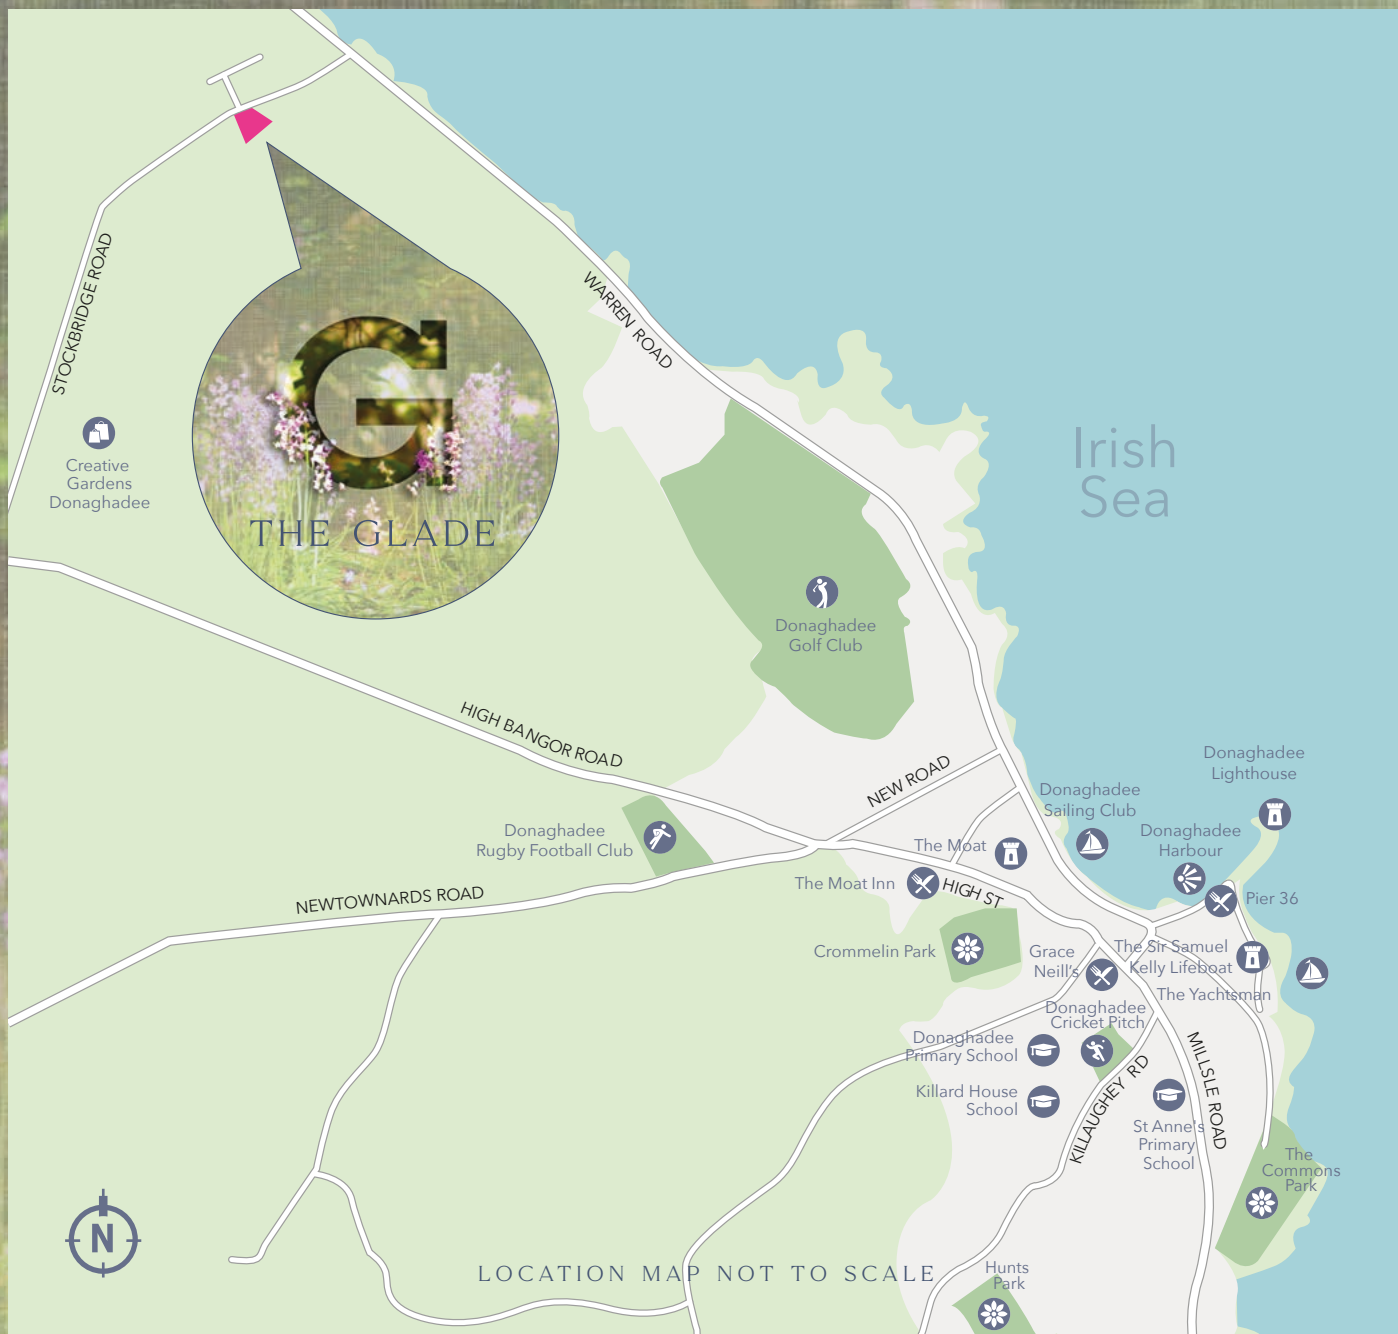 STOCKBRIDGE ROAD
WARREN ROAD
Irish
Sea
Creative
Gardens
Donaghadee
G
THE GLADE
Donaghadee
Golf Club
HIGH BANGOR ROAD
NEW ROAD
Donaghadee
Lighthouse
Donaghadee
Sailing Club
Donaghadee
Harbour
Donaghadee
Rugby Football Club
The Moat
The Moat Inn
HIGH ST
Pier 36
NEWTOWNARDS ROAD
Crommelin Park
Grace
Neill's
The Sir Samuel
Kelly Lifeboat
The Yachtsman
Donaghadee
Cricket Pitch
Donaghadee
Primary School
Killard House
School
KILLAUGHEY RD
MILLSLE ROAD
St Anne's
Primary
School
The
Commons
Park
N
LOCATION MAP NOT TO SCALE
Hunts
Park